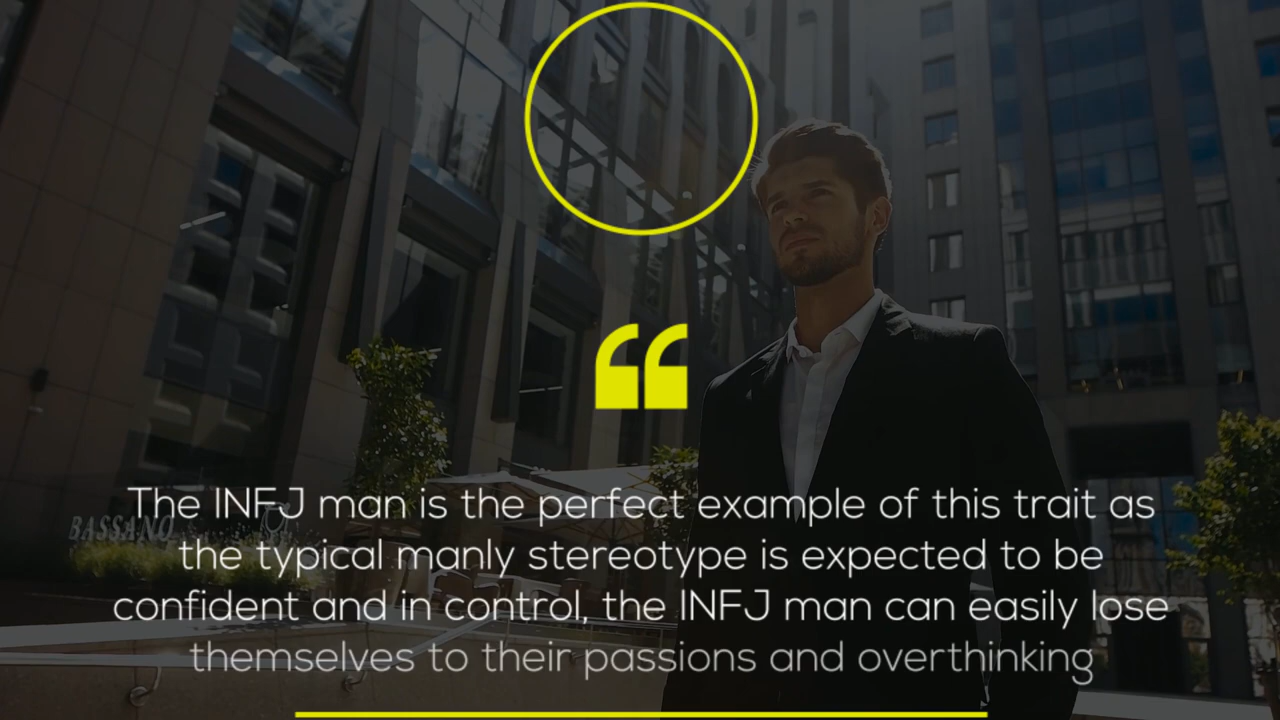 The INFJ man is the perfect example of this trait as
the typical manly stereotype is expected to be
confident and in control, the INFJ man can easily lose
themselves to their passions and overthinking
BASSANO